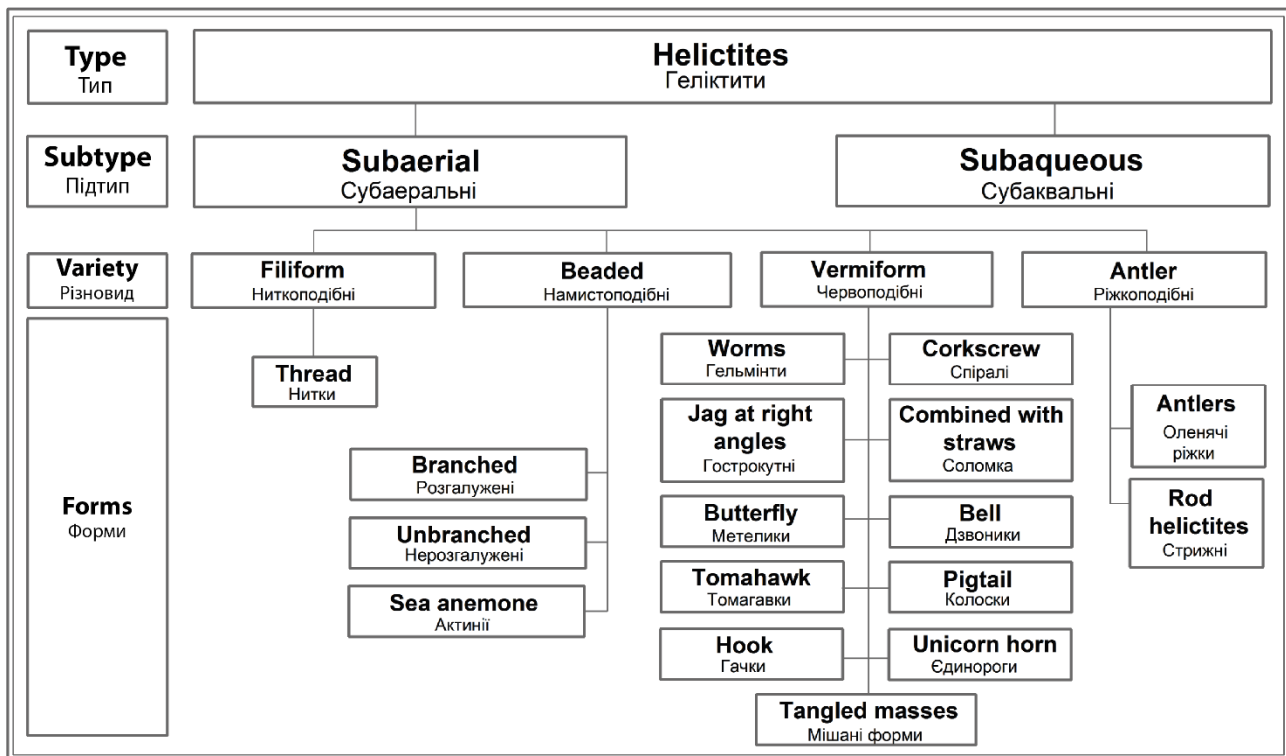 Type
Тип
Helictites
Геліктити
Subtype
Підтип
Subaerial
Субаеральні
Subaqueous
Субаквальні
Variety
Різновид
Filiform
Ниткоподібні
Beaded
Намистоподібні
Vermiform
Червоподібні
Antler
Ріжкоподібні
Forms
Форми
Thread
Нитки
Branched
Розгалужені
Unbranched
Нерозгалужені
Sea anemone
Актинії
Worms
Гельмінти
Corkscrew
Спіралі
Jag at right
angles
Гострокутні
Combined with
straws
Соломка
Butterfly
Метелики
Bell
Дзвоники
Tomahawk
Томагавки
Pigtail
Колоски
Hook
Гачки
Unicorn horn
Єдинороги
Tangled masses
Мішані форми
Antlers
Оленячі
ріжки
Rod
helictites
Стрижні